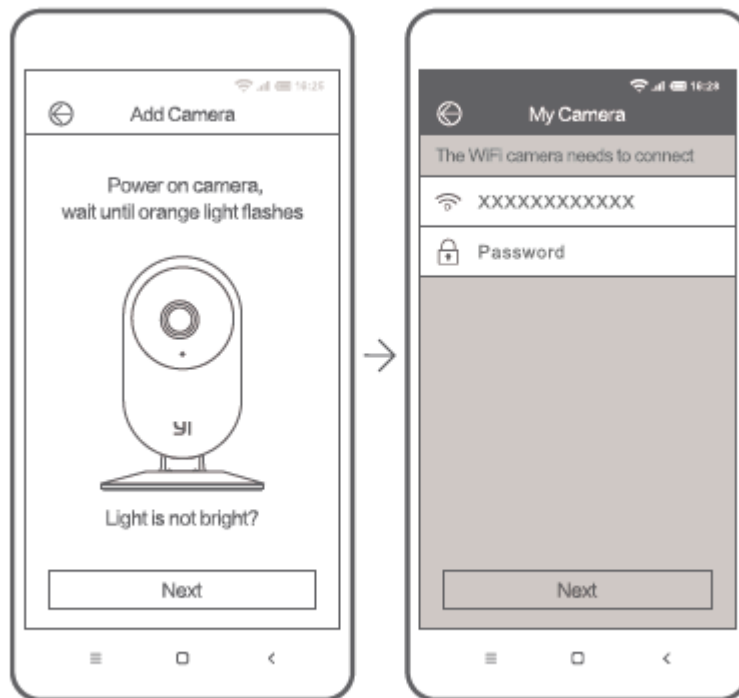 16:25
Add Camera
Power on camera,
wait until orange light flashes
YI
Light is not bright?
Next
16:28
My Camera
The WiFi camera needs to connect
XXXXXXXXXXXX
Password
Next